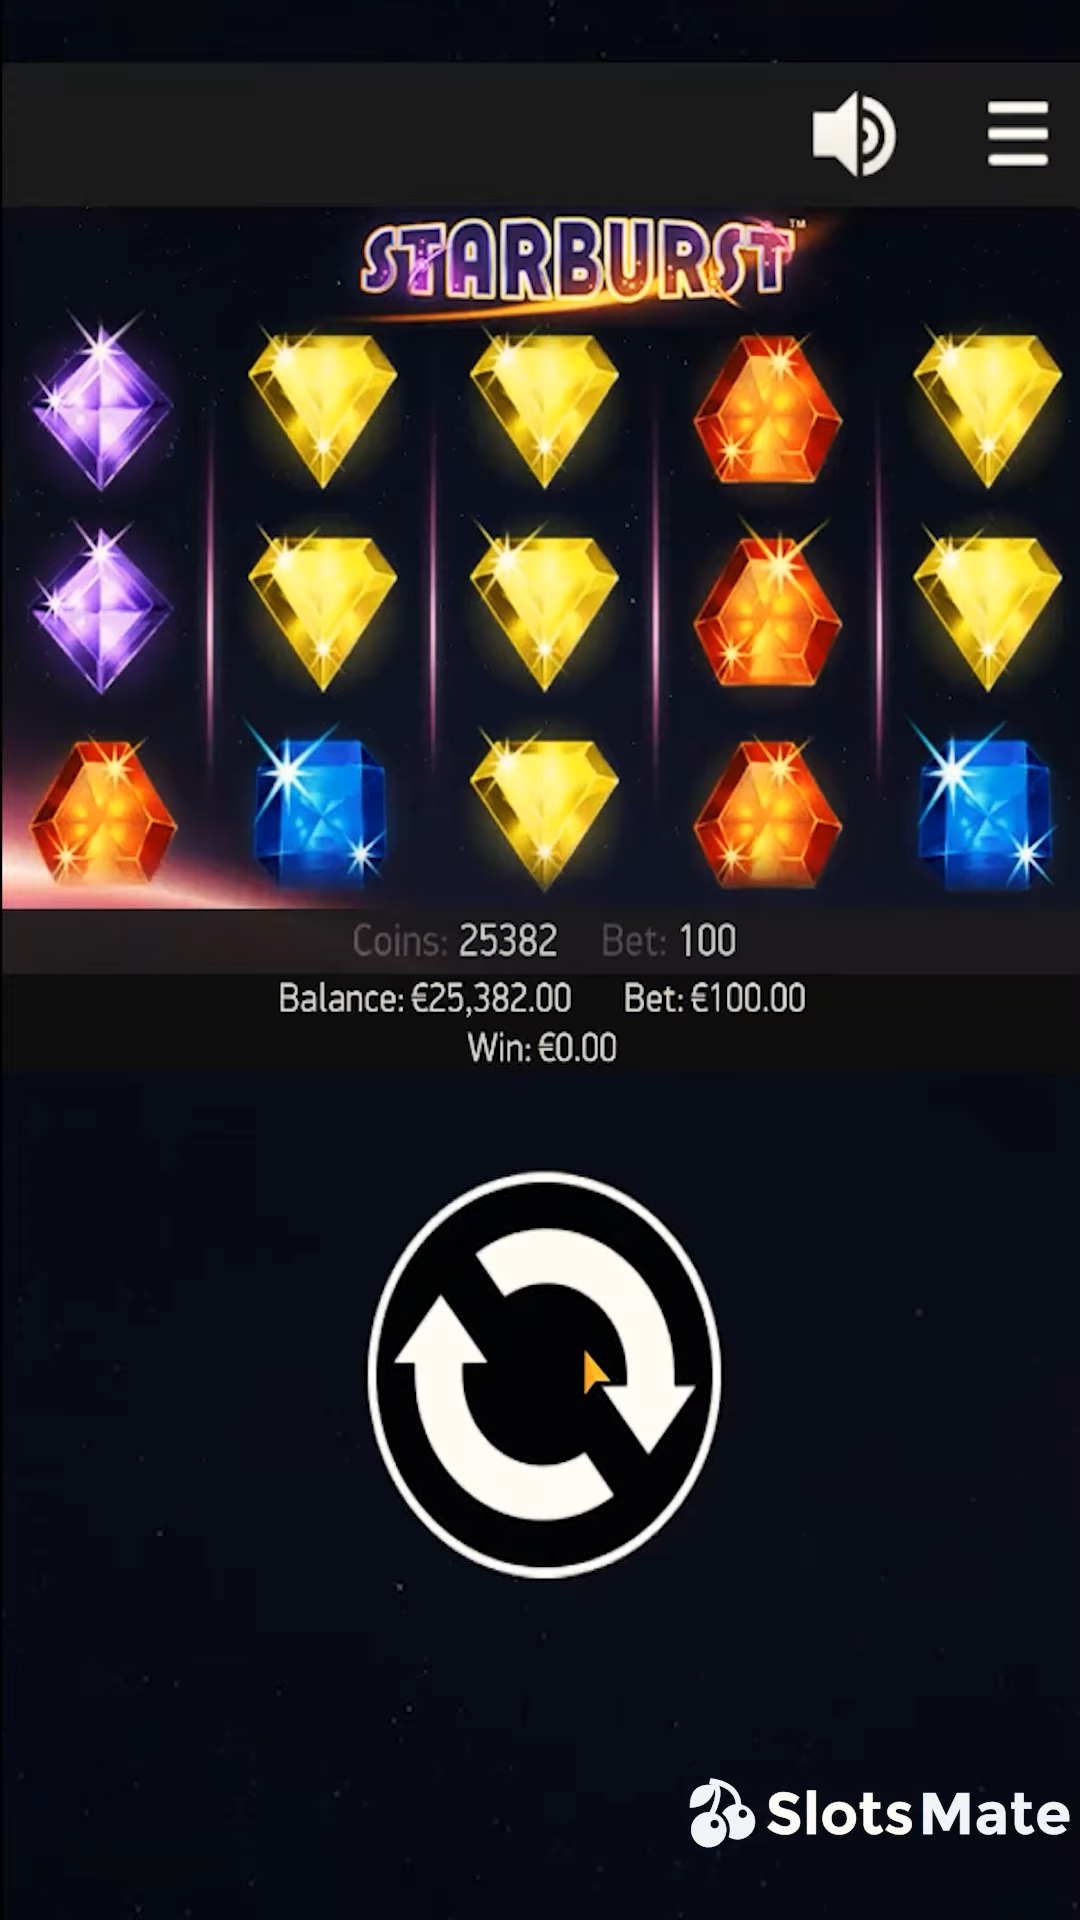 STARBURST™
Coins: 25382 Bet: 100
Balance: €25,382.00 Bet: €100.00
Win: €0.00
SlotsMate